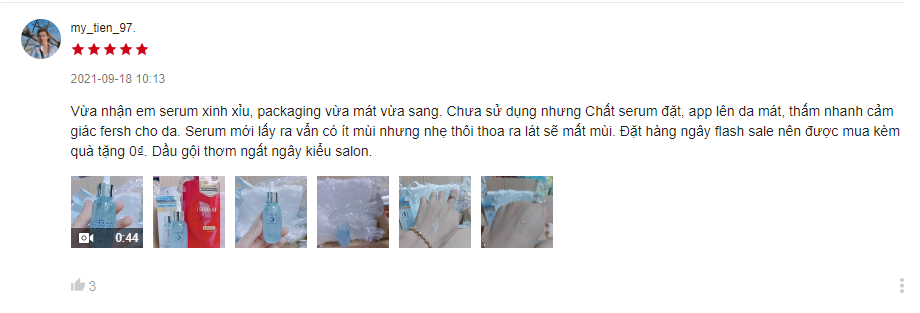 my_tien_97.
2021-09-18 10:13
Vừa nhận em serum xinh xỉu, packaging vừa mát vừa sang. Chưa sử dụng nhưng Chất serum đặt, app lên da mát, thấm nhanh cảm
giác fersh cho da. Serum mới lấy ra vẫn có ít mùi nhưng nhẹ thôi thoa ra lát sẽ mất mùi. Đặt hàng ngây flash sale nên được mua kèm
quà tặng 0₫. Dầu gội thơm ngất ngây kiểu salon.
0:44
3